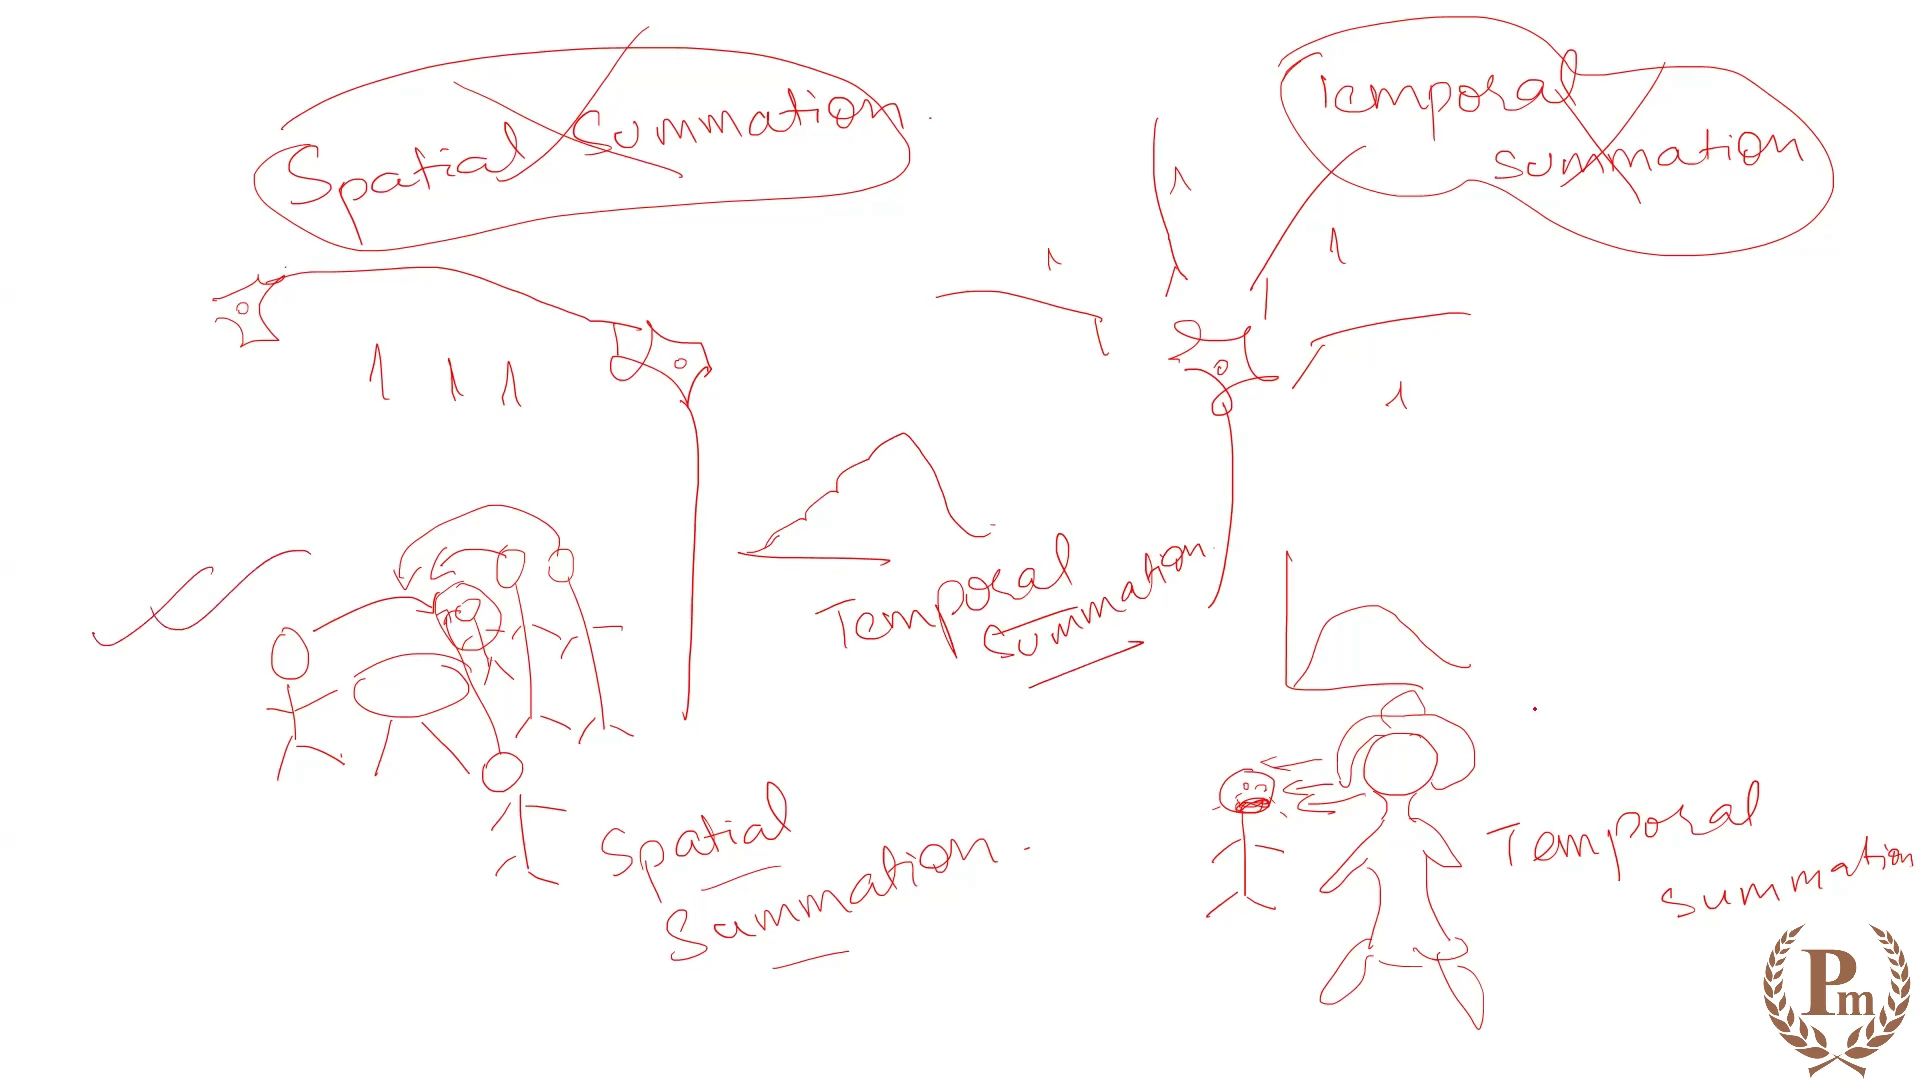 Spatial Summation
Temporal
summation
Temporal
Summation
Spatial
Summation
Temporal
Summation
Pm